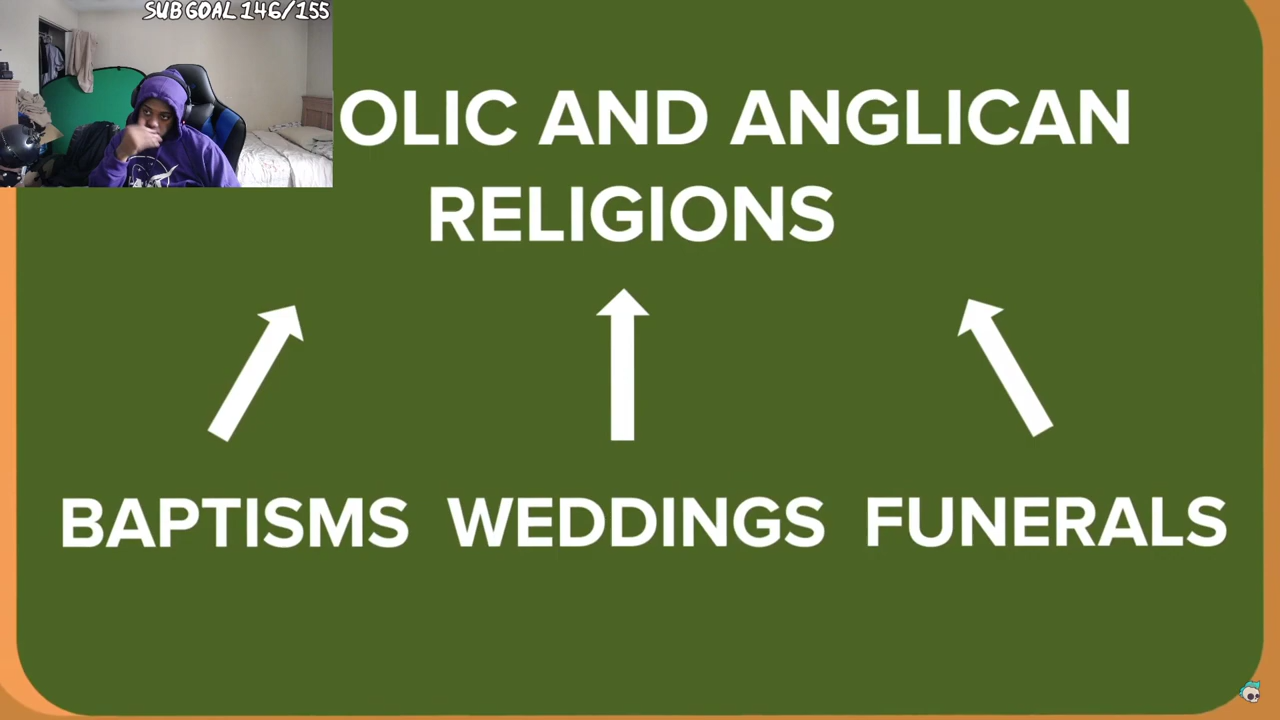 SUB GOAL 146/155
OLIC AND ANGLICAN
RELIGIONS
BAPTISMS WEDDINGS FUNERALS